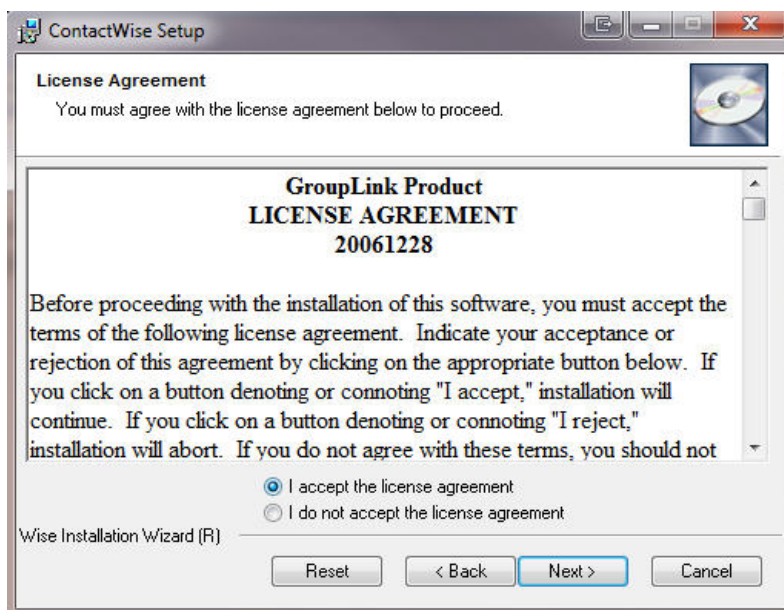 ContactWise Setup
License Agreement
You must agree with the license agreement below to proceed.
GroupLink Product
LICENSE AGREEMENT
20061228
Before proceeding with the installation of this software, you must accept the
terms of the following license agreement.  Indicate your acceptance or
rejection of this agreement by clicking on the appropriate button below.  If
you click on a button denoting or connoting "I accept," installation will
continue.  If you click on a button denoting or connoting "I reject,"
installation will abort.  If you do not agree with these terms, you should not
I accept the license agreement
I do not accept the license agreement
Wise Installation Wizard (R)
Reset < Back Next > Cancel